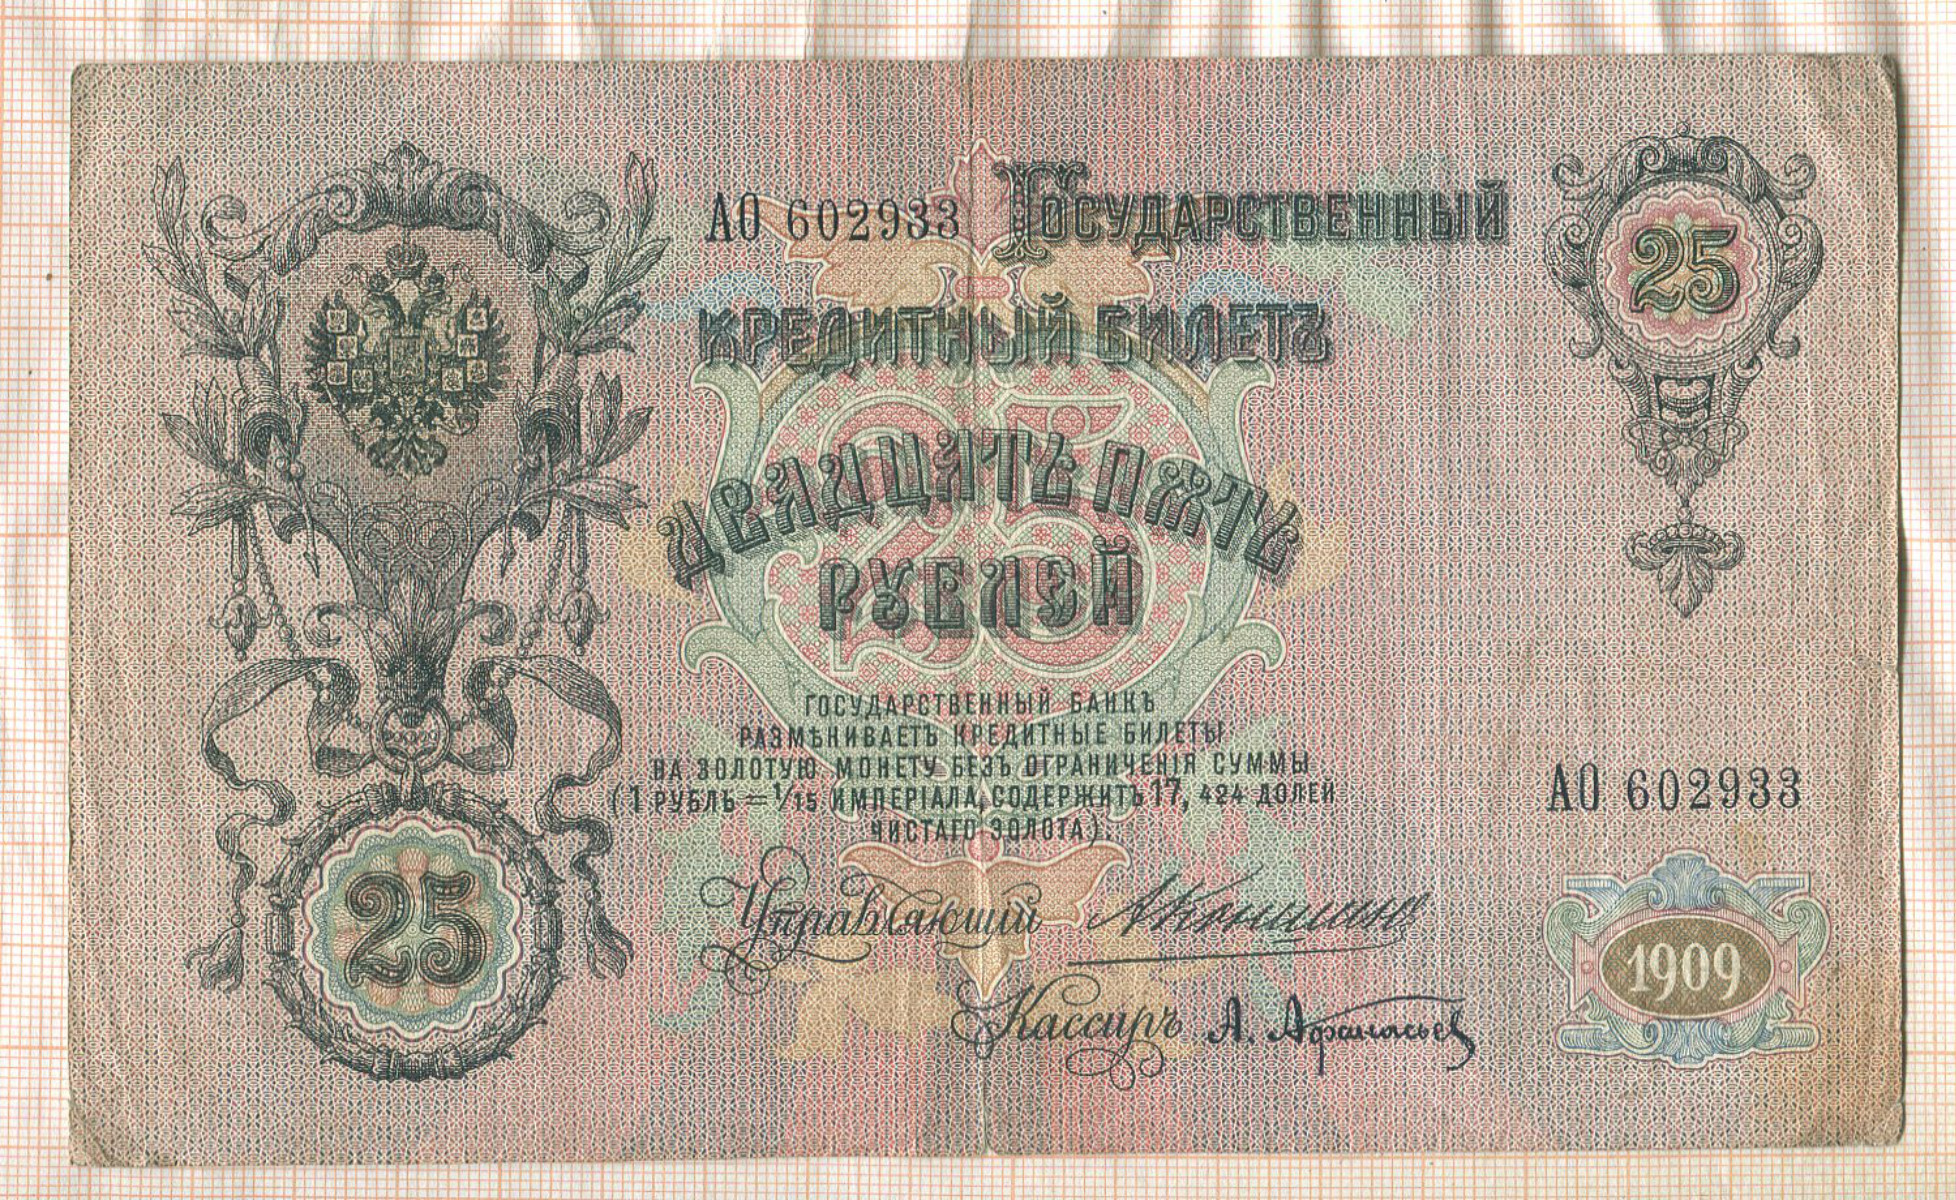 АО 602933 Государственный
25
Кредитный билетъ
25
Двадцать пять
рублей
Государственный банкъ
размѣниваетъ кредитные билеты
на золотую монету безъ ограниченія суммы
(1 рубль = 1/15 имперіала, содержитъ 17, 424 долей
чистаго золота).
АО 602933
25
Управляющій А Коншинъ
1909
Кассиръ А. Афанасьев